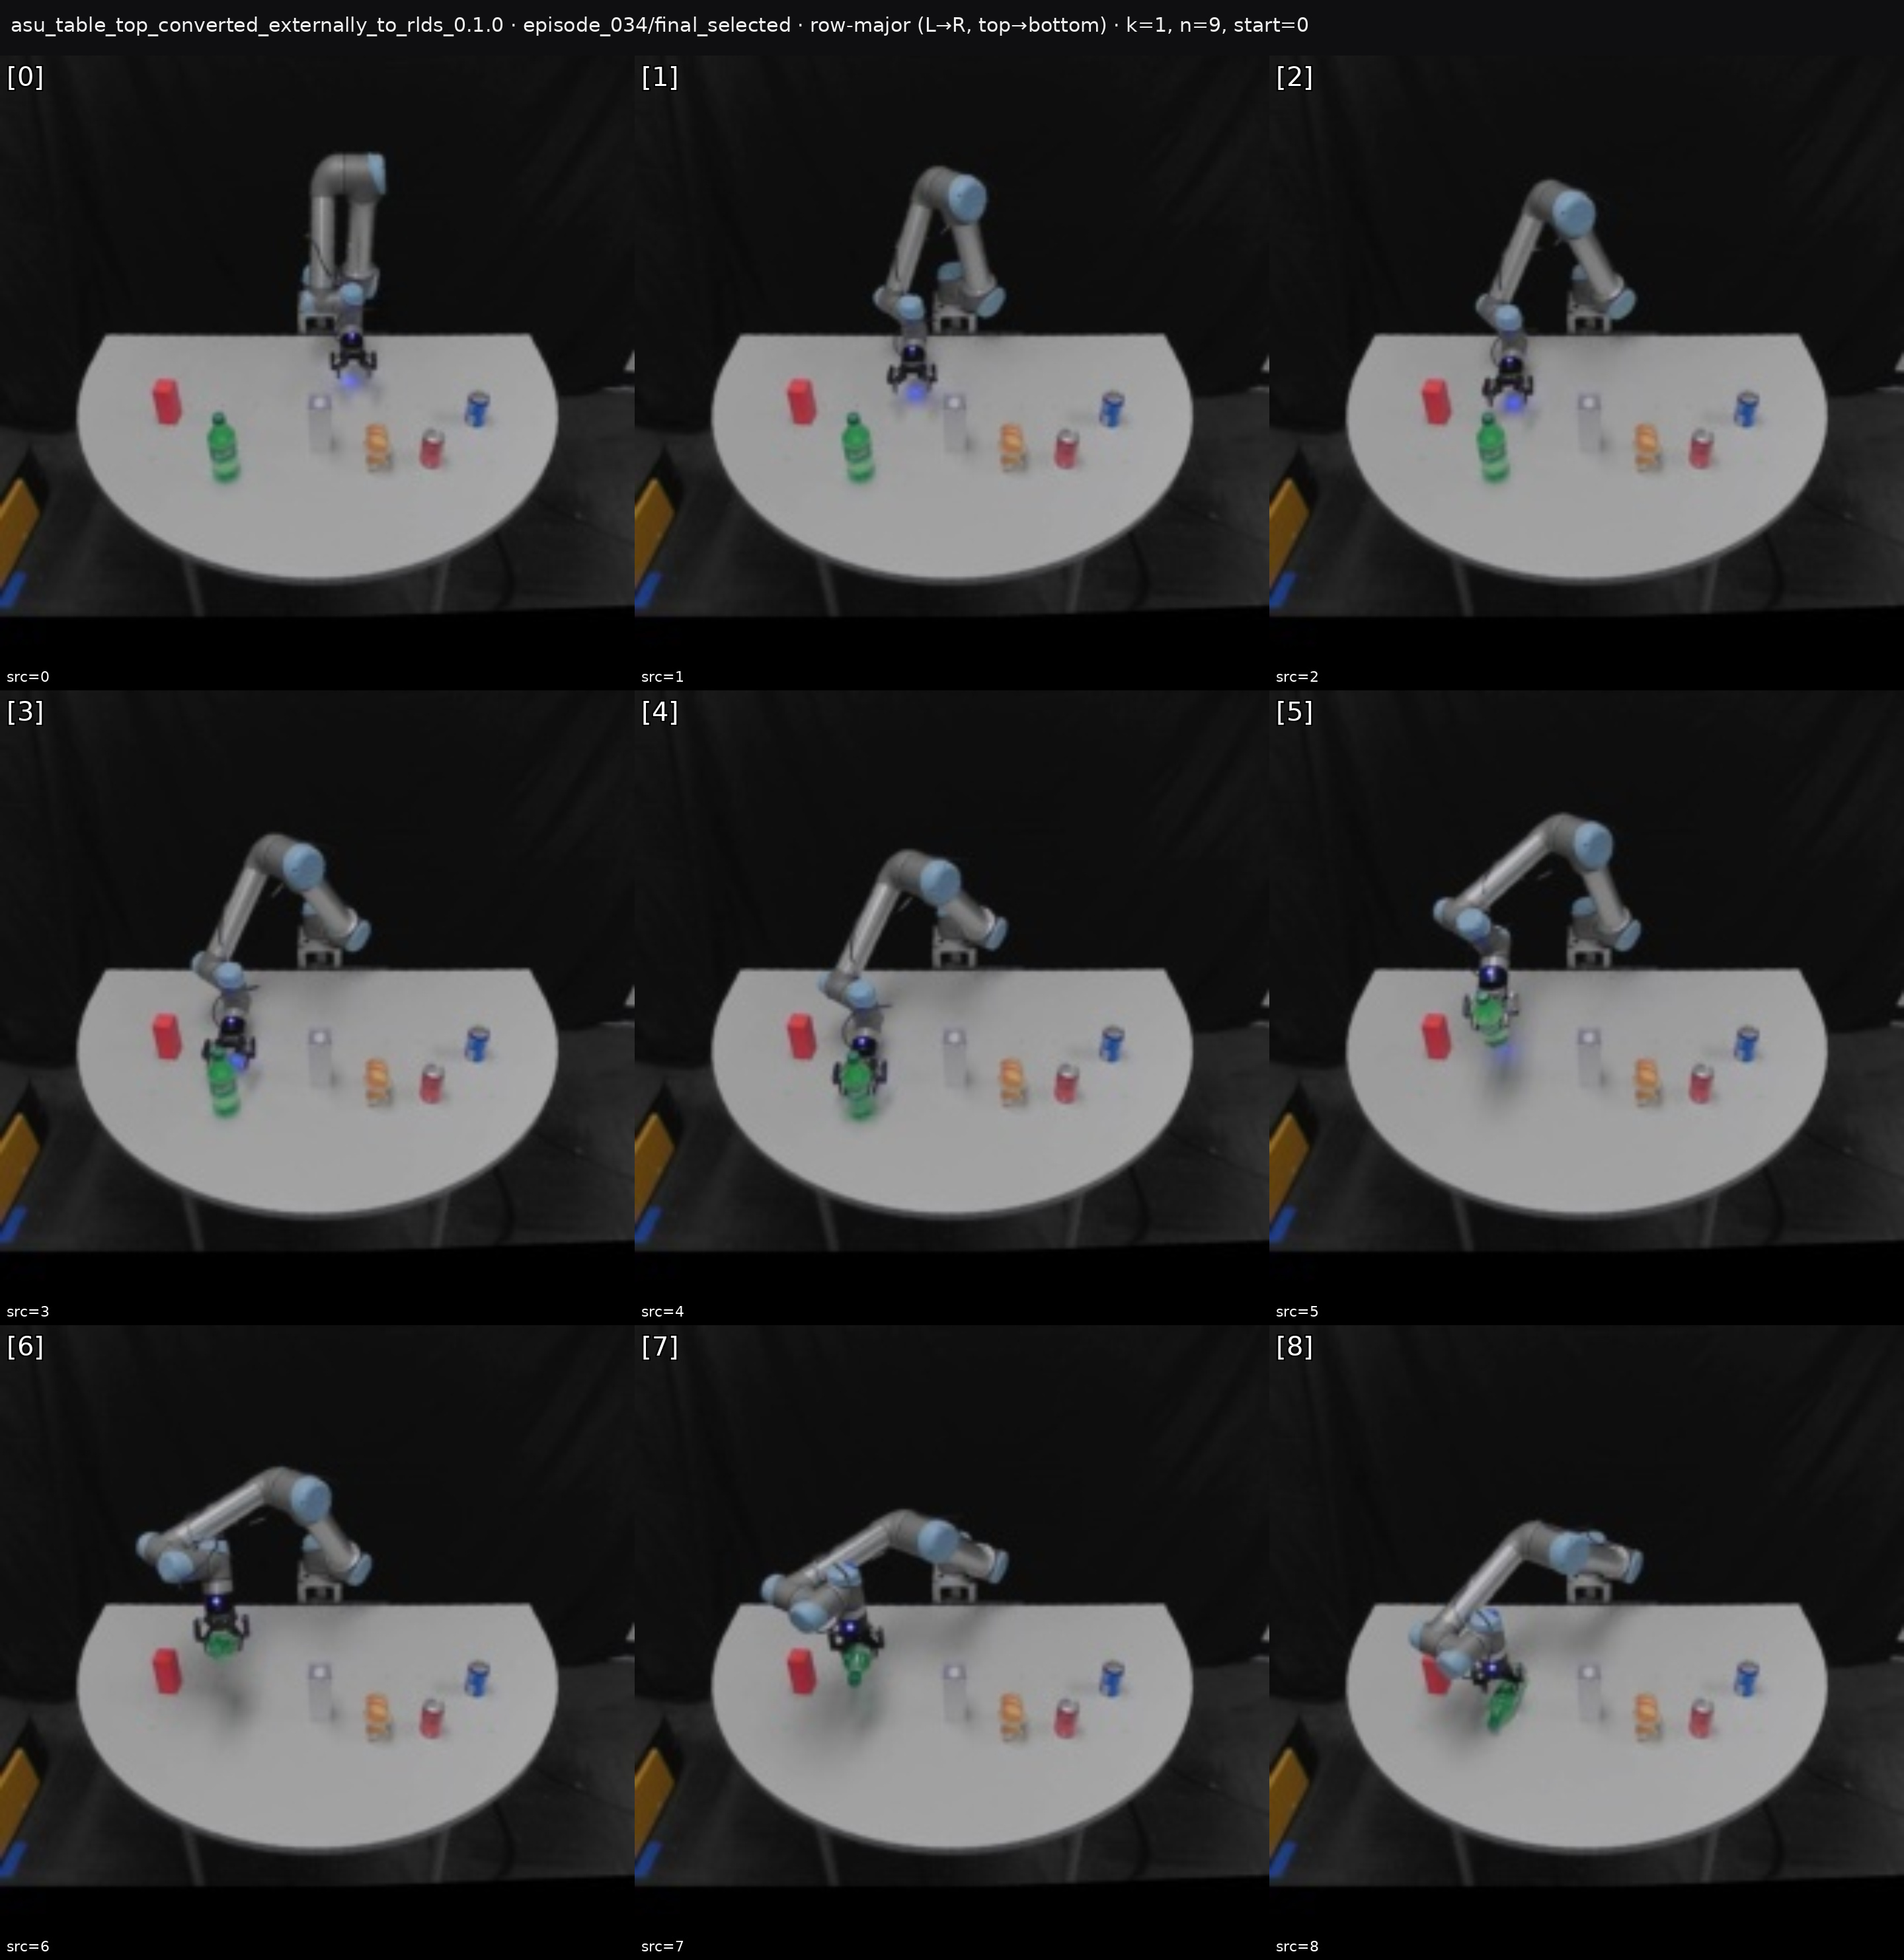 asu_table_top_converted_externally_to_rlds_0.1.0 · episode_034/final_selected · row-major (L→R, top→bottom) · k=1, n=9, start=0
[0]
[1]
[2]
src=0
src=1
src=2
[3]
[4]
[5]
src=3
src=4
src=5
[6]
[7]
[8]
src=6
src=7
src=8